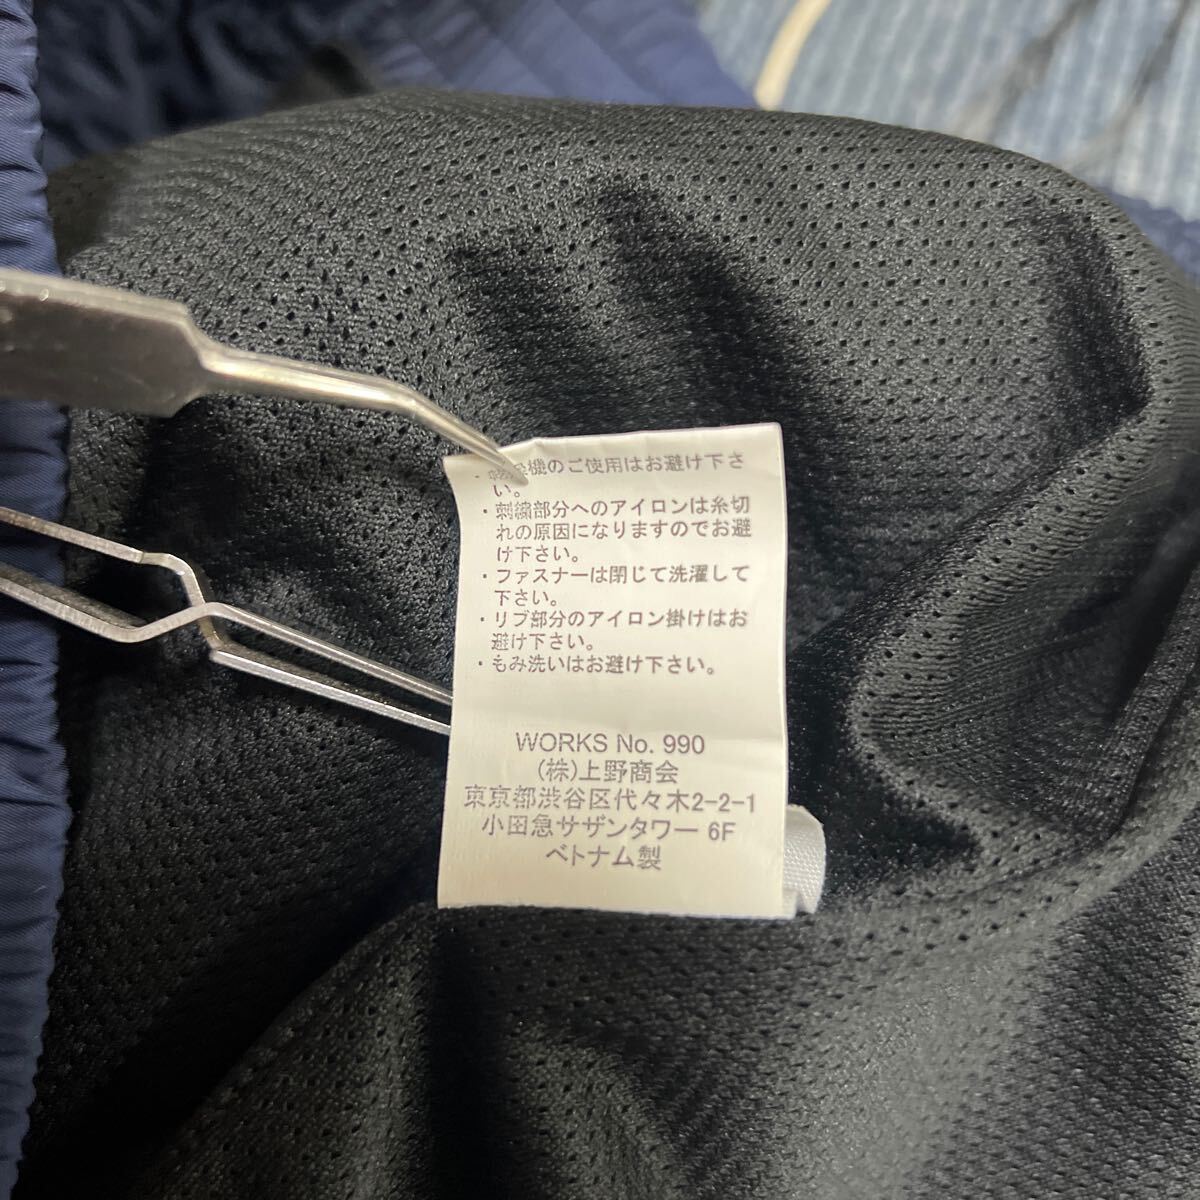 ・乾燥機のご使用はお避け下さ
い。
・刺繍部分へのアイロンは糸切
れの原因になりますのでお避
け下さい。
・ファスナーは閉じて洗濯して
下さい。
・リブ部分のアイロン掛けはお
避け下さい。
・もみ洗いはお避け下さい。
WORKS No. 990
(株)上野商会
東京都渋谷区代々木2-2-1
小田急サザンタワー 6F
ベトナム製